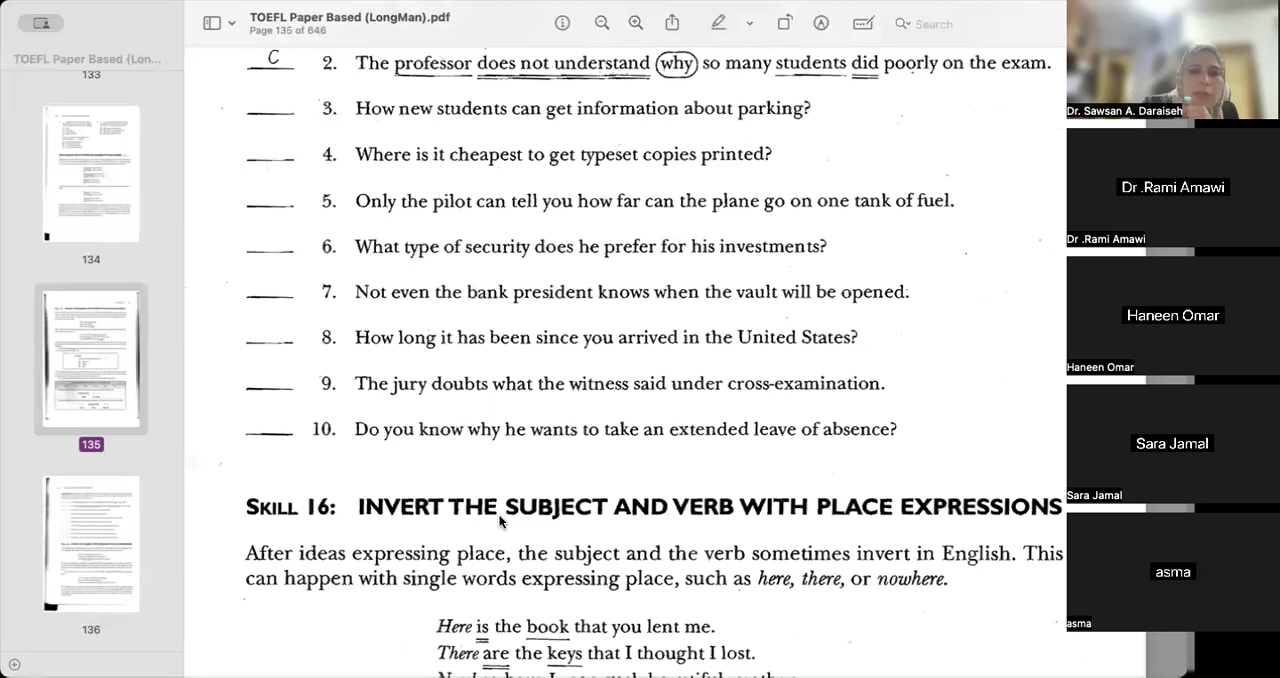 TOEFL Paper Based (LongMan).pdf
Page 135 of 646
Search
TOEFL Paper Based (Lon...
133
134
135
136
C 2. The professor does not understand why so many students did poorly on the exam.
3. How new students can get information about parking?
4. Where is it cheapest to get typeset copies printed?
5. Only the pilot can tell you how far can the plane go on one tank of fuel.
6. What type of security does he prefer for his investments?
7. Not even the bank president knows when the vault will be opened.
8. How long it has been since you arrived in the United States?
9. The jury doubts what the witness said under cross-examination.
10. Do you know why he wants to take an extended leave of absence?
SKILL 16: INVERT THE SUBJECT AND VERB WITH PLACE EXPRESSIONS
After ideas expressing place, the subject and the verb sometimes invert in English. This
can happen with single words expressing place, such as here, there, or nowhere.
Here is the book that you lent me.
There are the keys that I thought I lost.
Dr. Sawsan A. Daraiseh
Dr .Rami Amawi
Dr .Rami Amawi
Haneen Omar
Haneen Omar
Sara Jamal
Sara Jamal
asma
asma